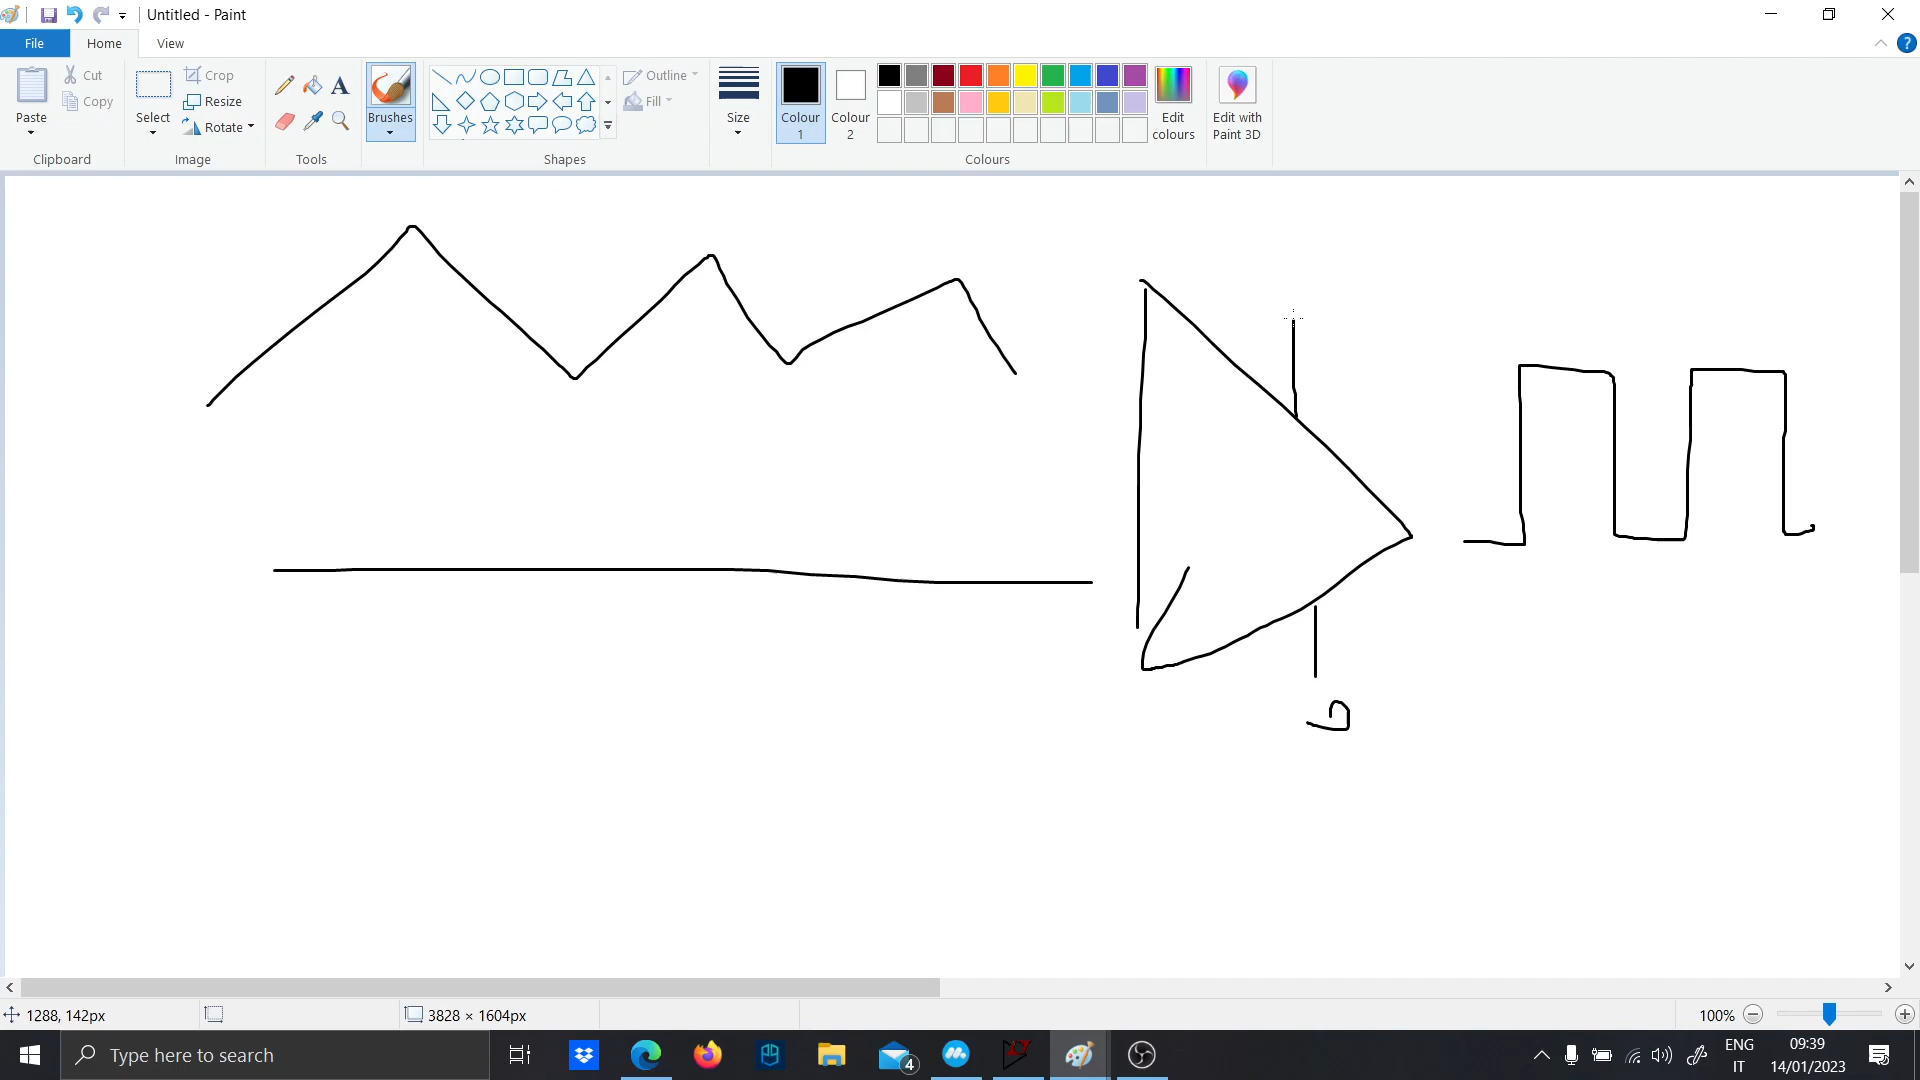 Untitled - Paint
File Home View
Cut
Copy
Paste
Clipboard
Crop
Resize
Rotate
Select
Image
Tools
Brushes
Outline
Fill
Shapes
Size
Colour 1
Colour 2
Edit colours
Colours
Edit with Paint 3D
1288, 142px
3828 × 1604px
100%
Type here to search
4
ENG
IT
09:39
14/01/2023